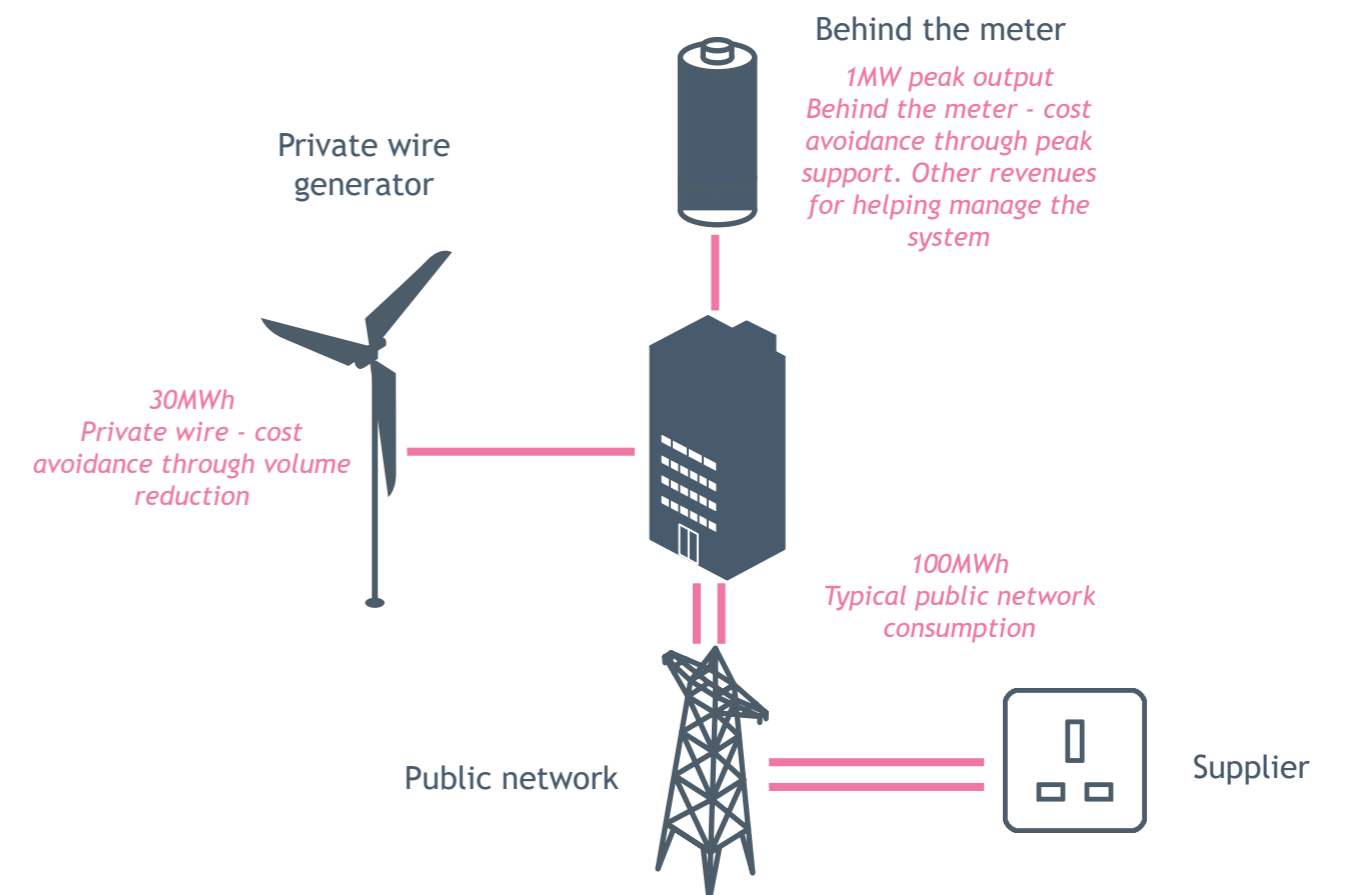 Behind the meter
1MW peak output
Behind the meter - cost
avoidance through peak
support. Other revenues
for helping manage the
system
Private wire
generator
30MWh
Private wire - cost
avoidance through volume
reduction
100MWh
Typical public network
consumption
Public network
Supplier